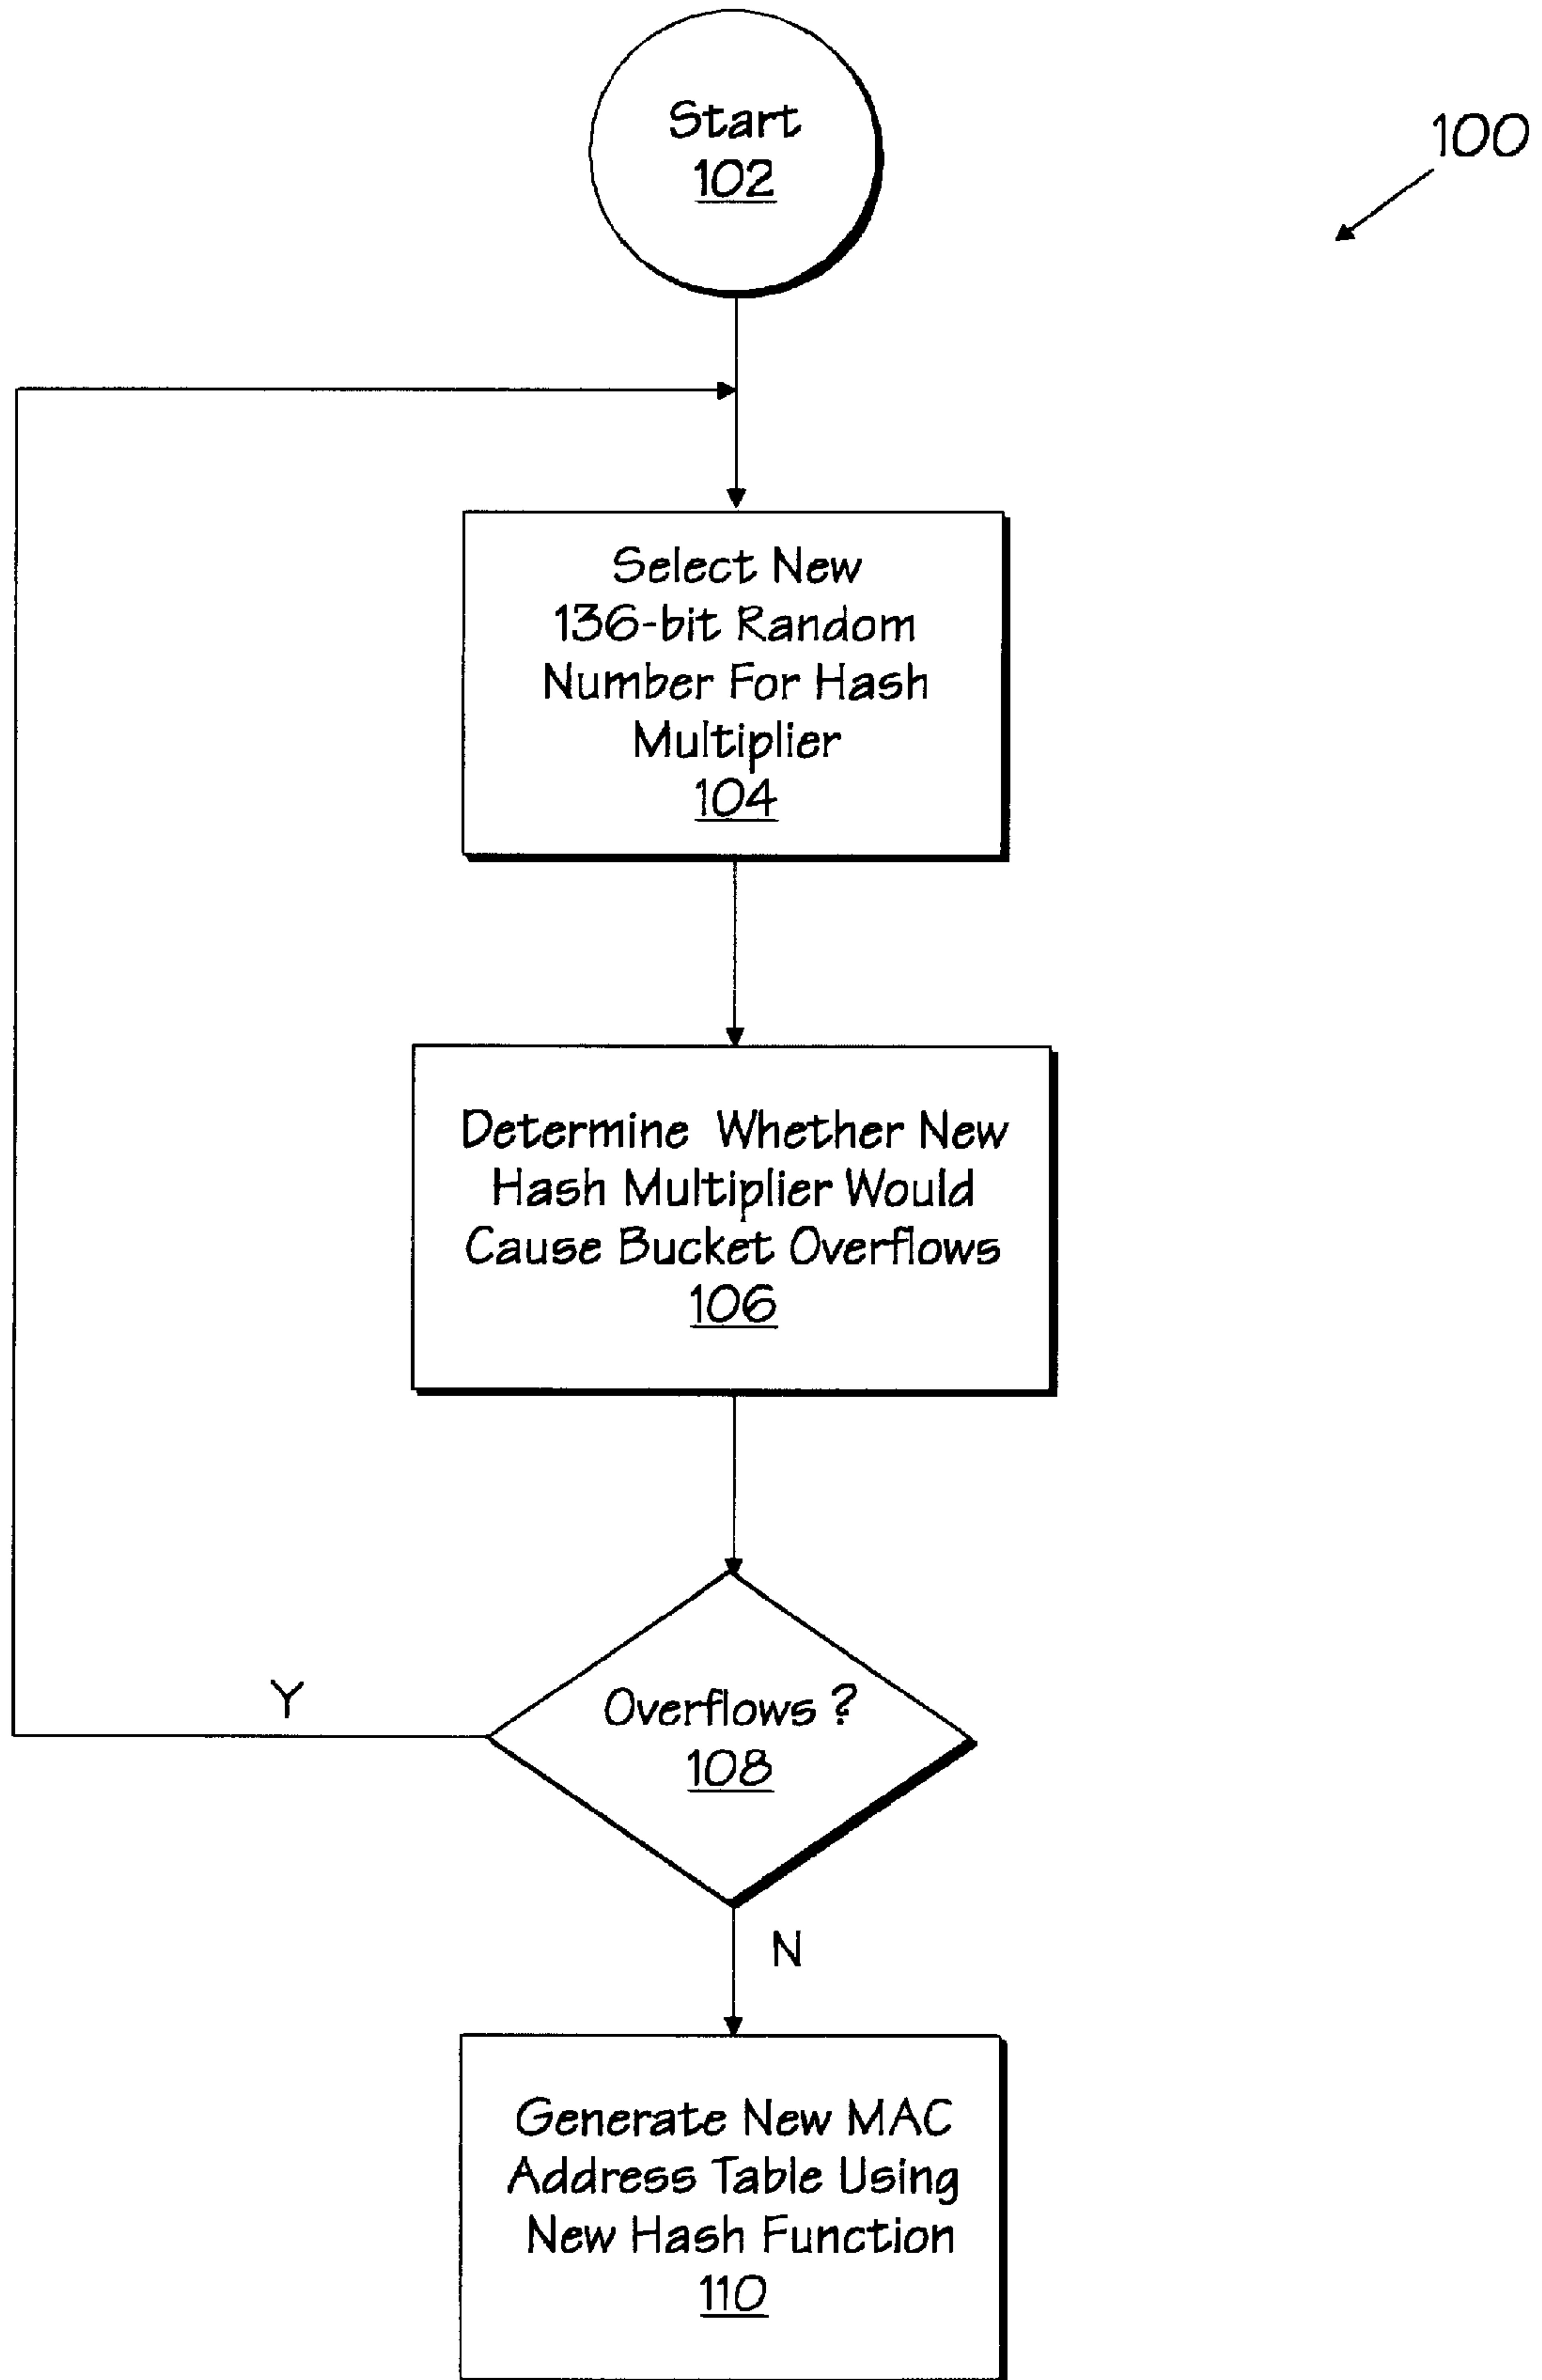 Start
102
100
Select New
136-bit Random
Number For Hash
Multiplier
104
Determine Whether New
Hash Multiplier Would
Cause Bucket Overflows
106
Y
Overflows ?
108
N
Generate New MAC
Address Table Using
New Hash Function
110